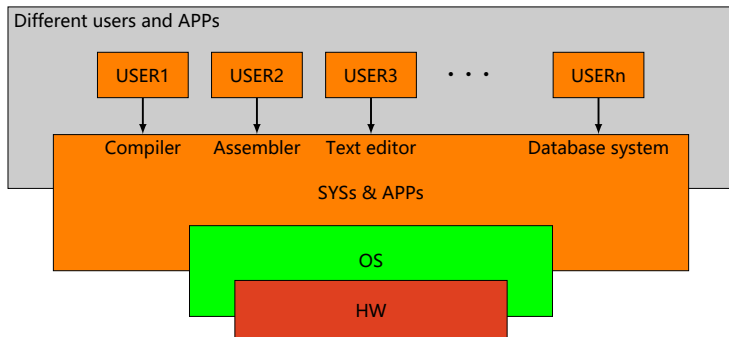 Different users and APPs
USER1 USER2 USER3 · · · USERn
Compiler Assembler Text editor Database system
SYSs & APPs
OS
HW